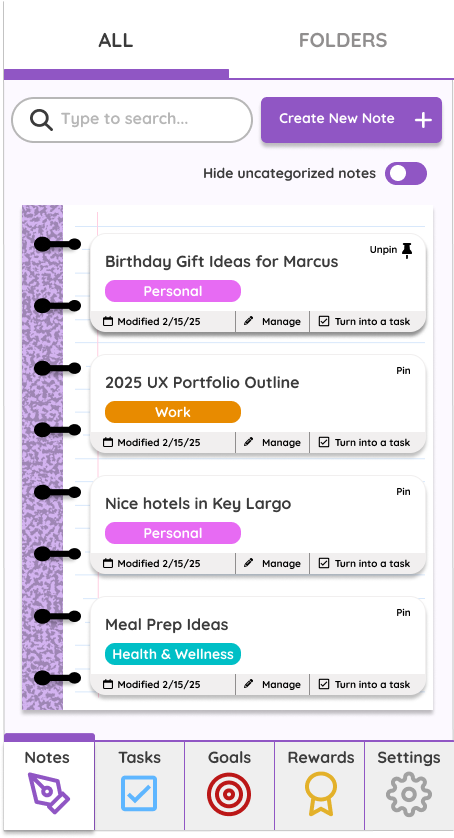 ALL FOLDERS
Type to search... Create New Note
Hide uncategorized notes
Unpin
Birthday Gift Ideas for Marcus
Personal
Modified 2/15/25 Manage Turn into a task
Pin
2025 UX Portfolio Outline
Work
Modified 2/15/25 Manage Turn into a task
Pin
Nice hotels in Key Largo
Personal
Modified 2/15/25 Manage Turn into a task
Pin
Meal Prep Ideas
Health & Wellness
Modified 2/15/25 Manage Turn into a task
Notes Tasks Goals Rewards Settings